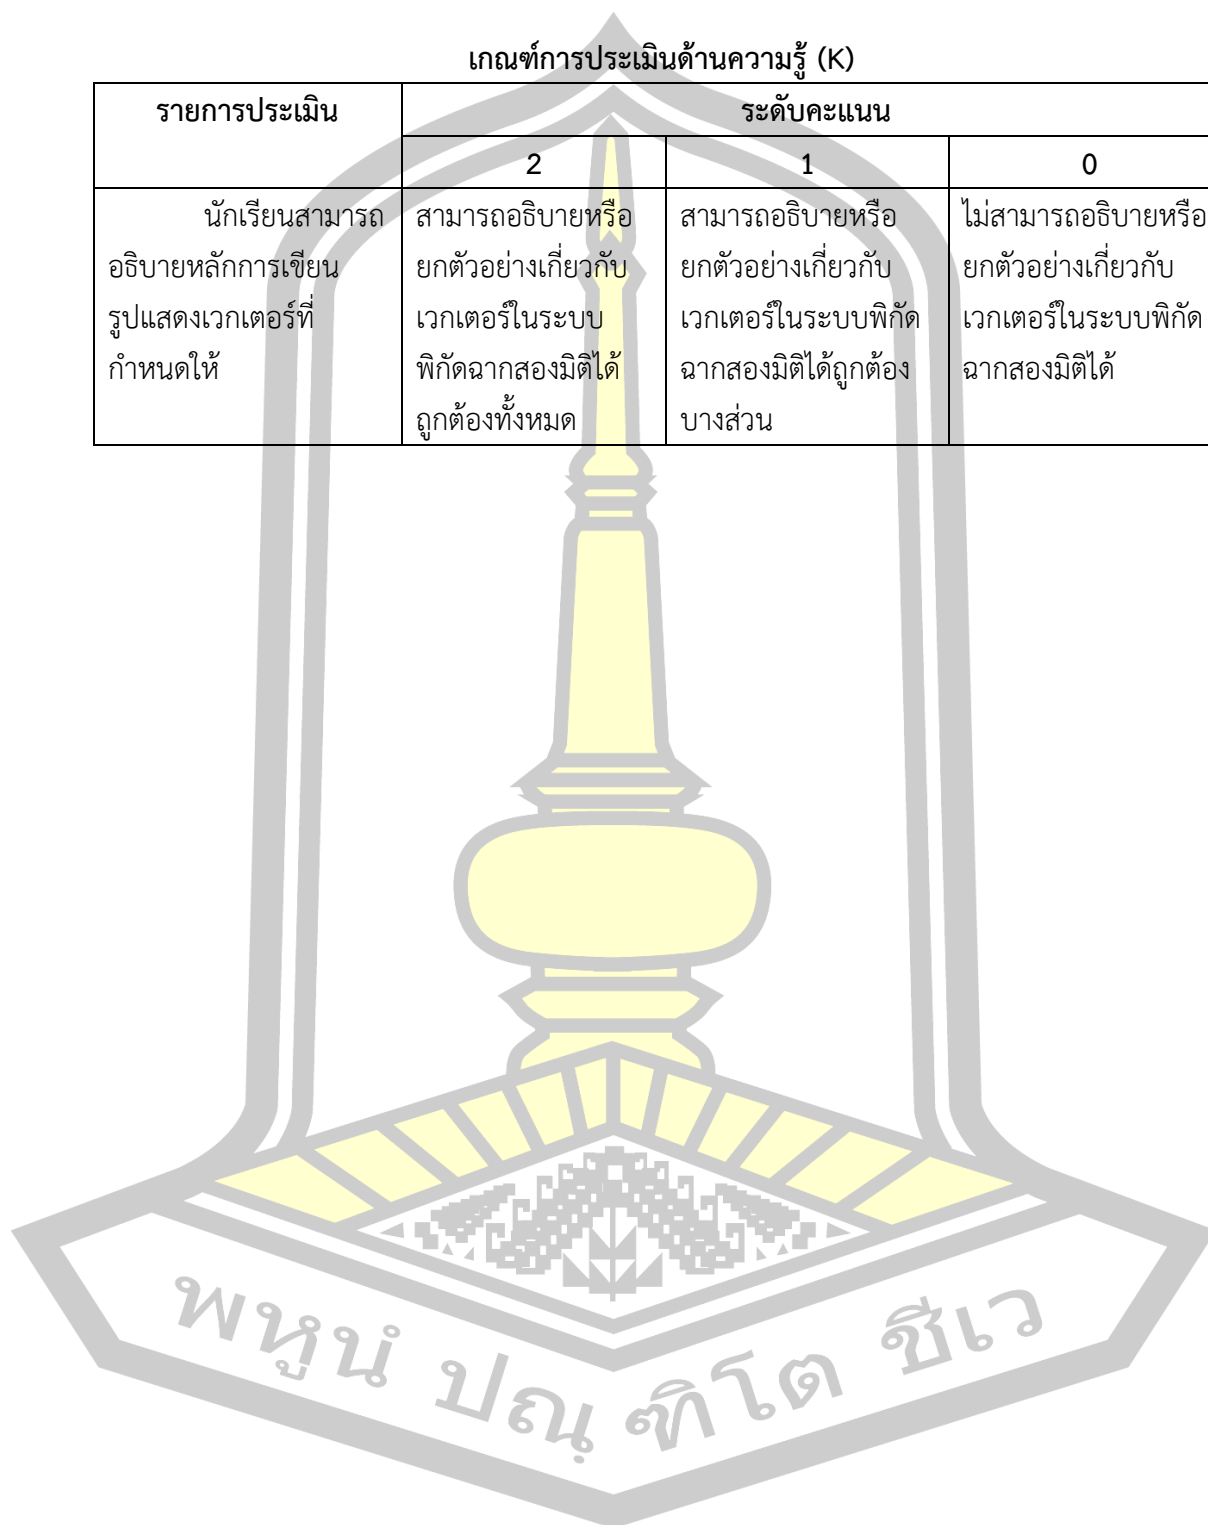 เกณฑ์การประเมินด้านความรู้ (K)
รายการประเมิน
ระดับคะแนน
2
1
0
นักเรียนสามารถ
อธิบายหลักการเขียน
รูปแสดงเวกเตอร์ที่
กำหนดให้
สามารถอธิบายหรือ
ยกตัวอย่างเกี่ยวกับ
เวกเตอร์ในระบบ
พิกัดฉากสองมิติได้
ถูกต้องทั้งหมด
สามารถอธิบายหรือ
ยกตัวอย่างเกี่ยวกับ
เวกเตอร์ในระบบพิกัด
ฉากสองมิติได้ถูกต้อง
บางส่วน
ไม่สามารถอธิบายหรือ
ยกตัวอย่างเกี่ยวกับ
เวกเตอร์ในระบบพิกัด
ฉากสองมิติได้
พหูนํ ปณฺฑิโต ชีเว